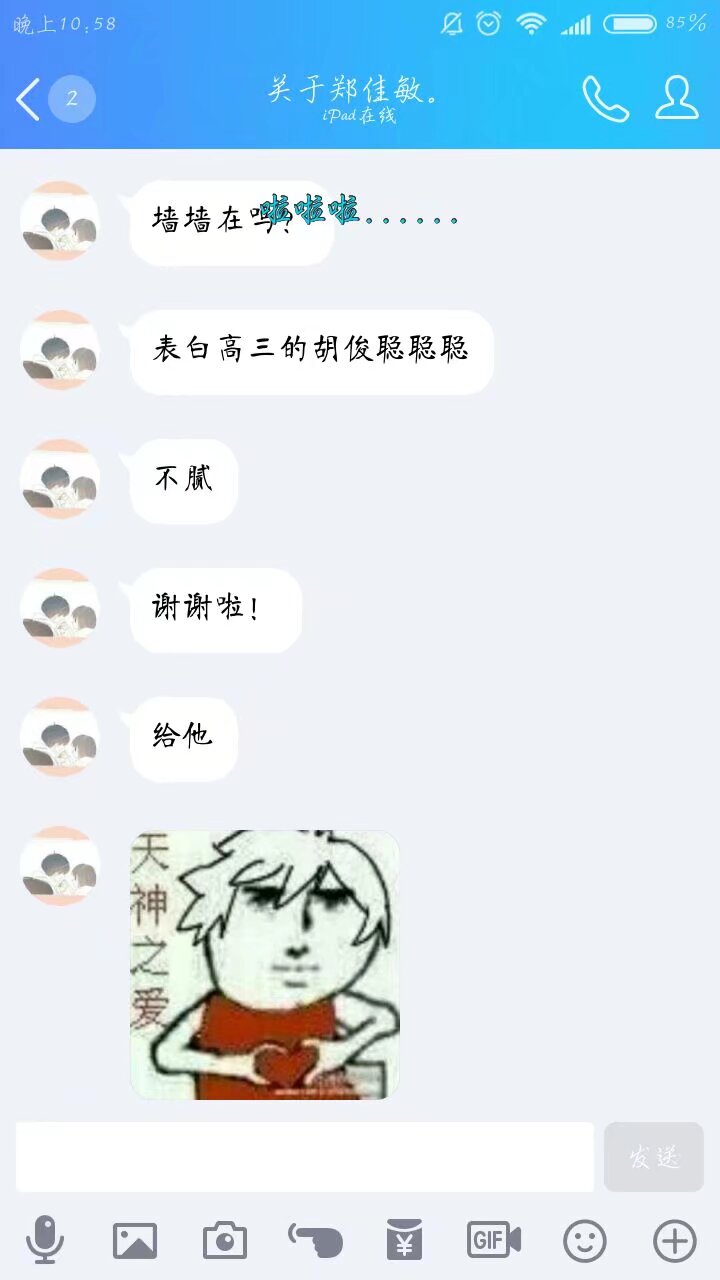 晚上10:58
85%
2
关于郑佳敏。
iPad在线
墙墙在吗?
啦啦啦......
表白高三的胡俊聪聪聪
不腻
谢谢啦!
给他
天神之爱
发送
¥
GIF